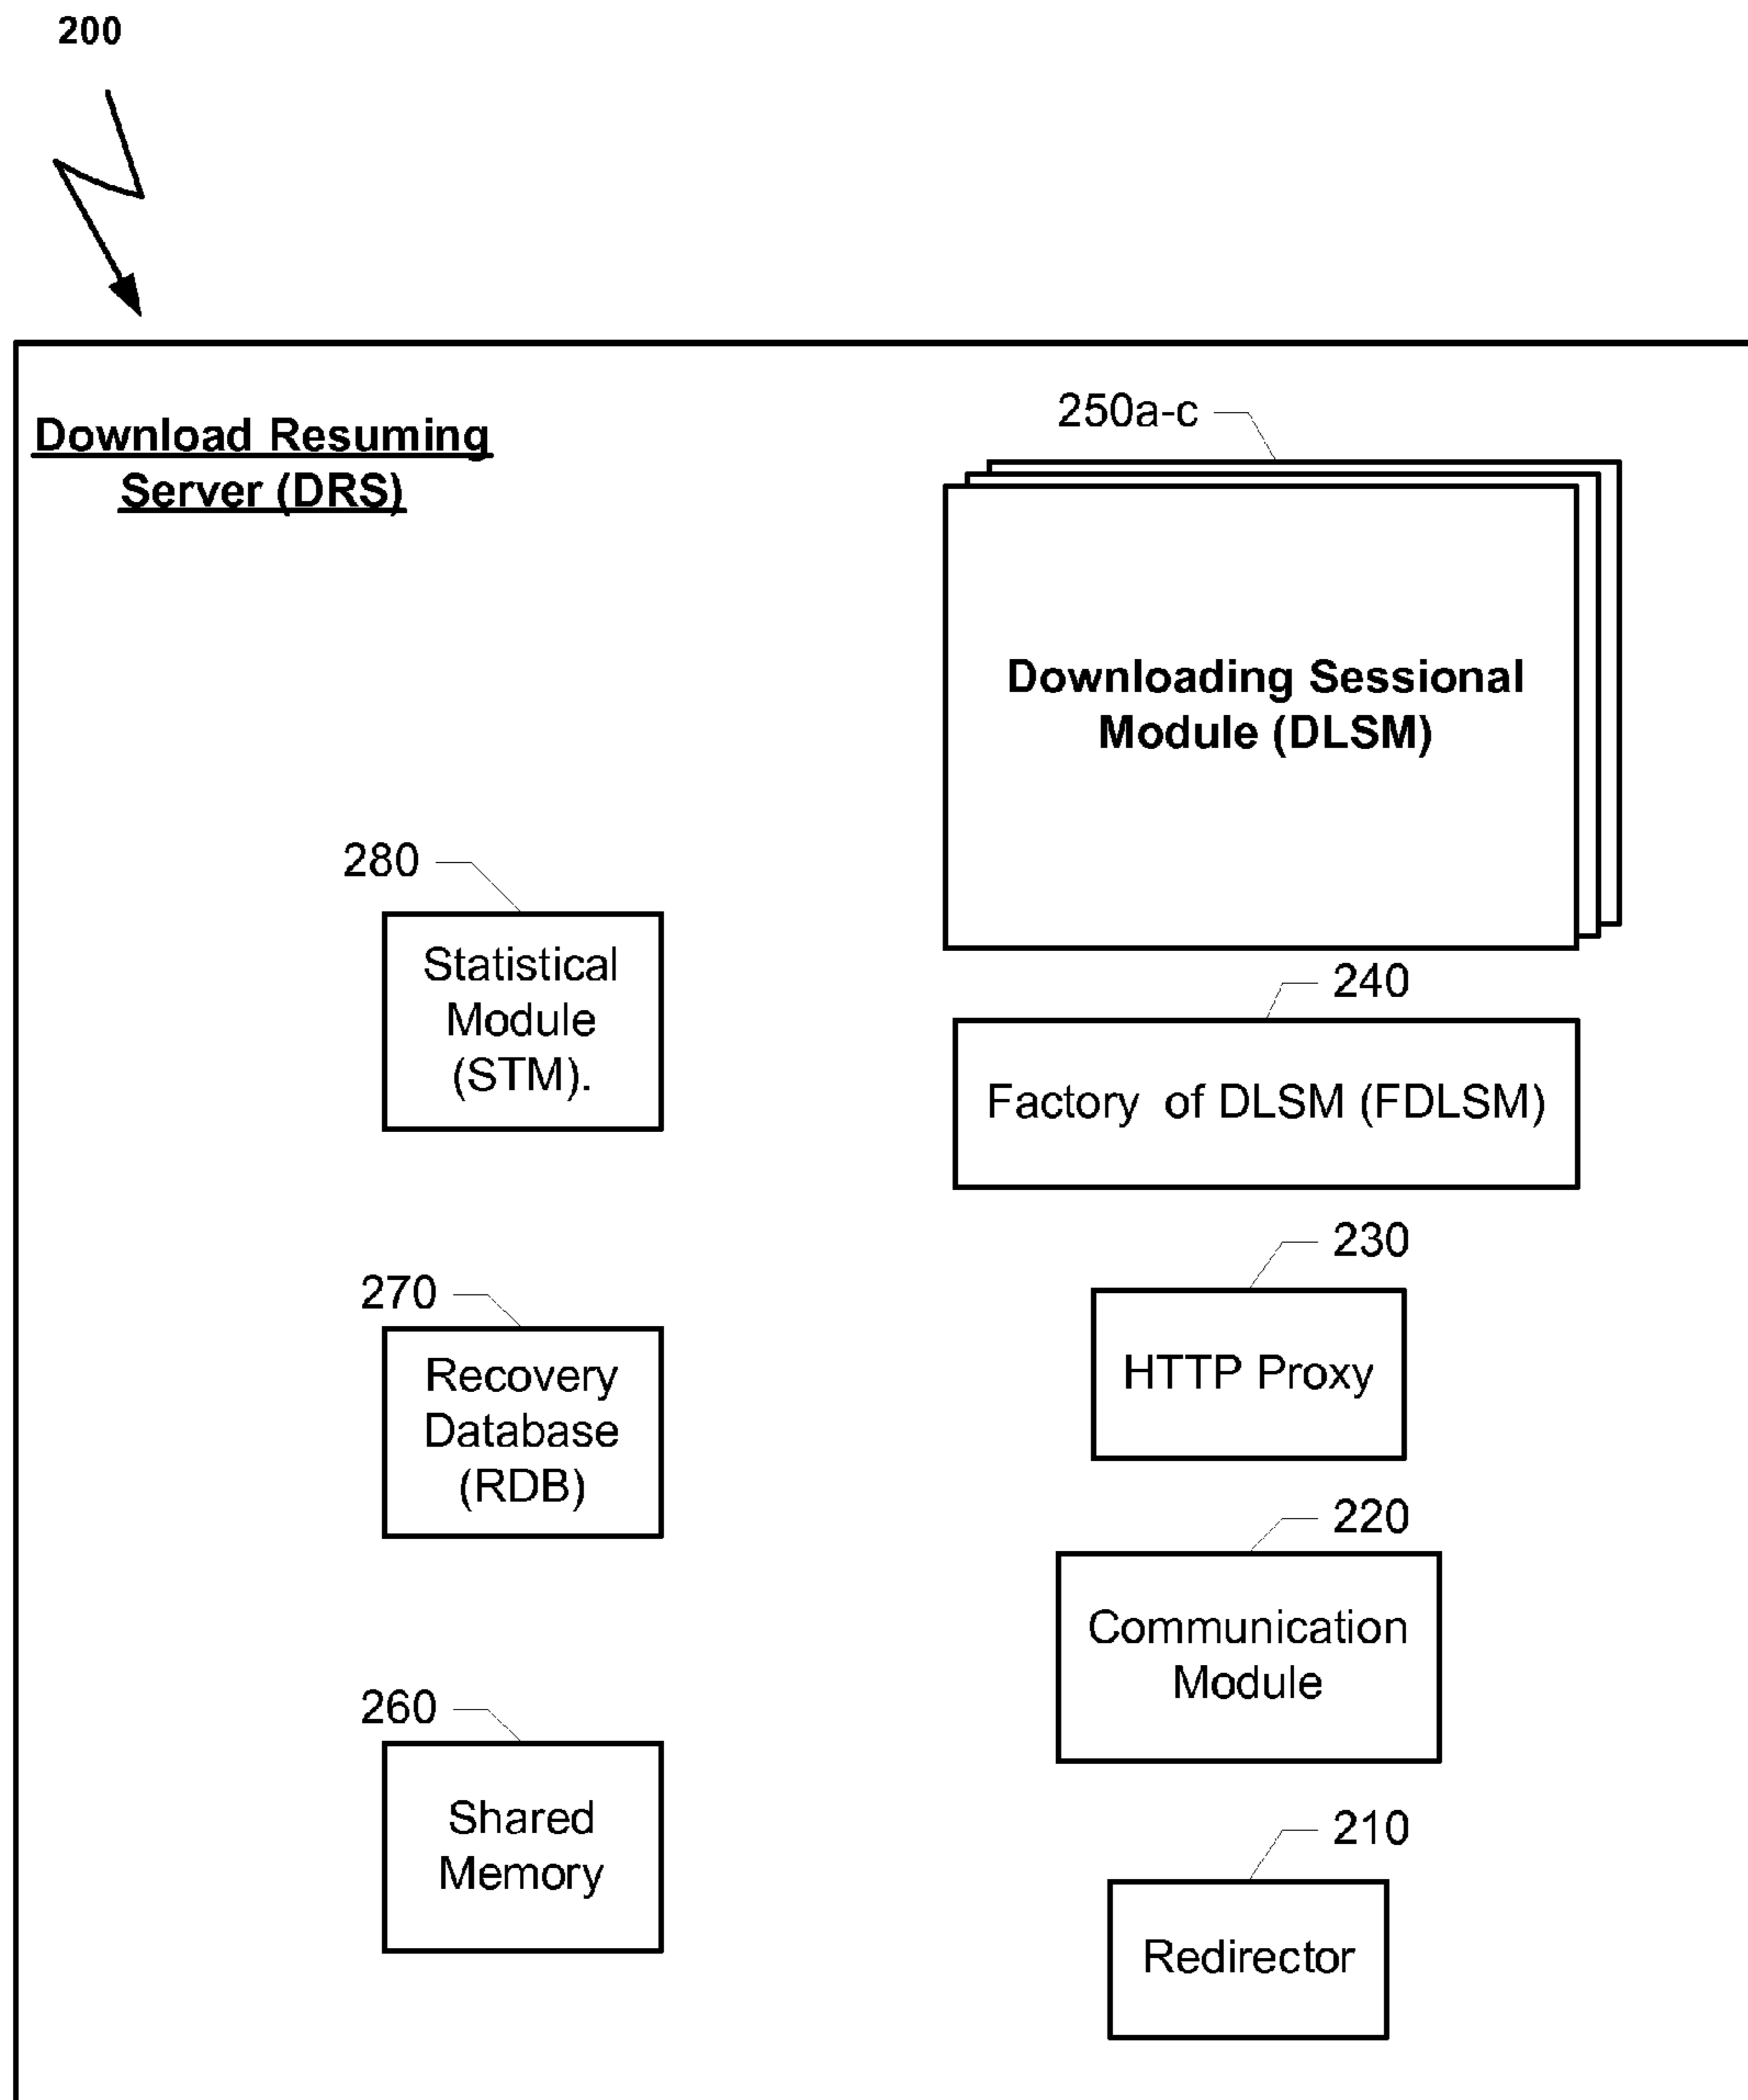 200
Download Resuming
Server (DRS)
250a-c
Downloading Sessional
Module (DLSM)
280
Statistical
Module
(STM).
240
Factory of DLSM (FDLSM)
230
HTTP Proxy
270
Recovery
Database
(RDB)
220
Communication
Module
260
Shared
Memory
210
Redirector